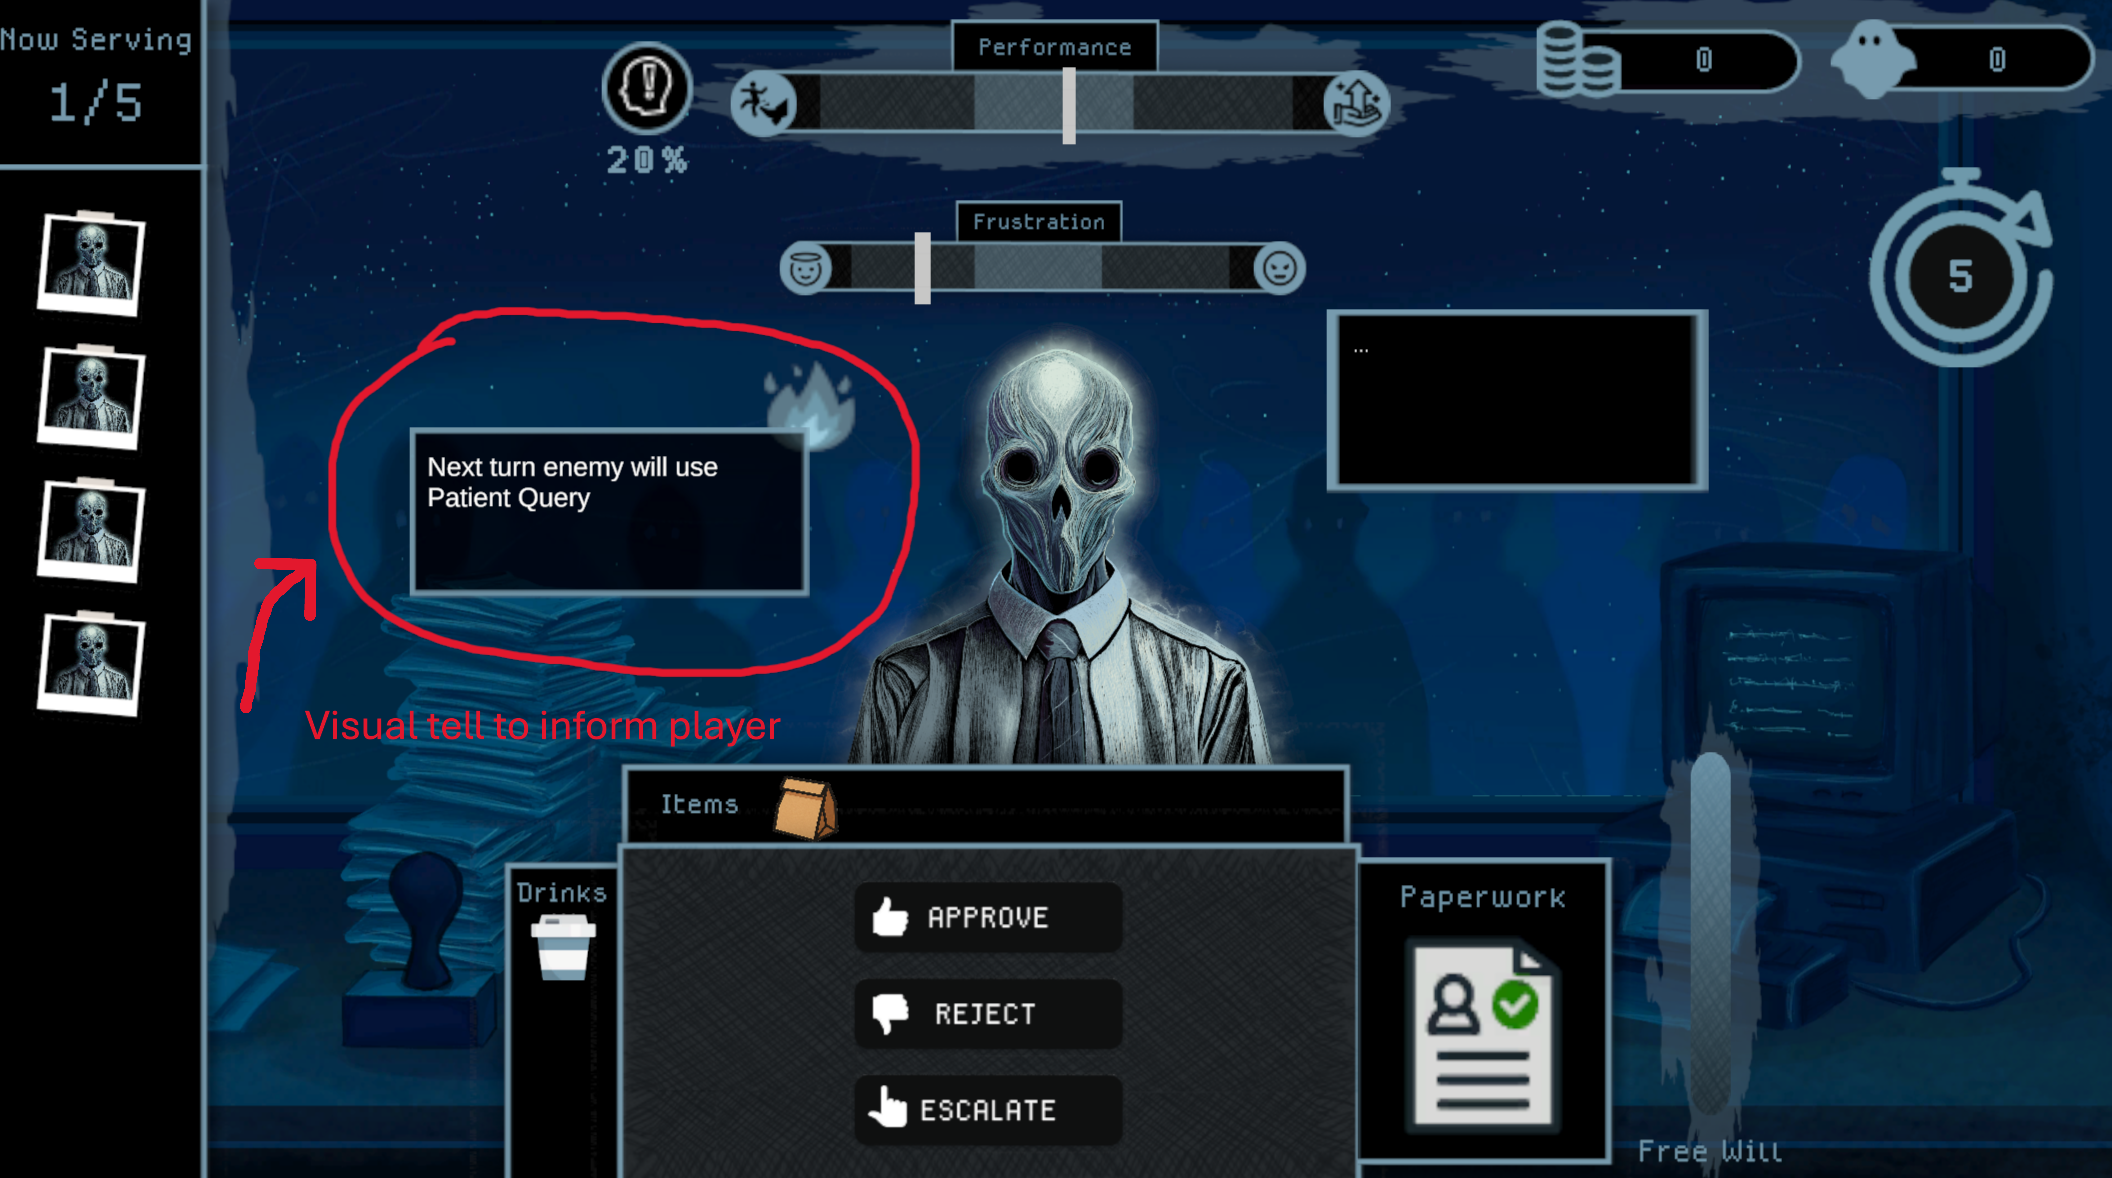 Now Serving
1/5
Performance
20%
0
0
Frustration
5
...
Next turn enemy will use
Patient Query
Visual tell to inform player
Items
Drinks
APPROVE
REJECT
ESCALATE
Paperwork
Free Will